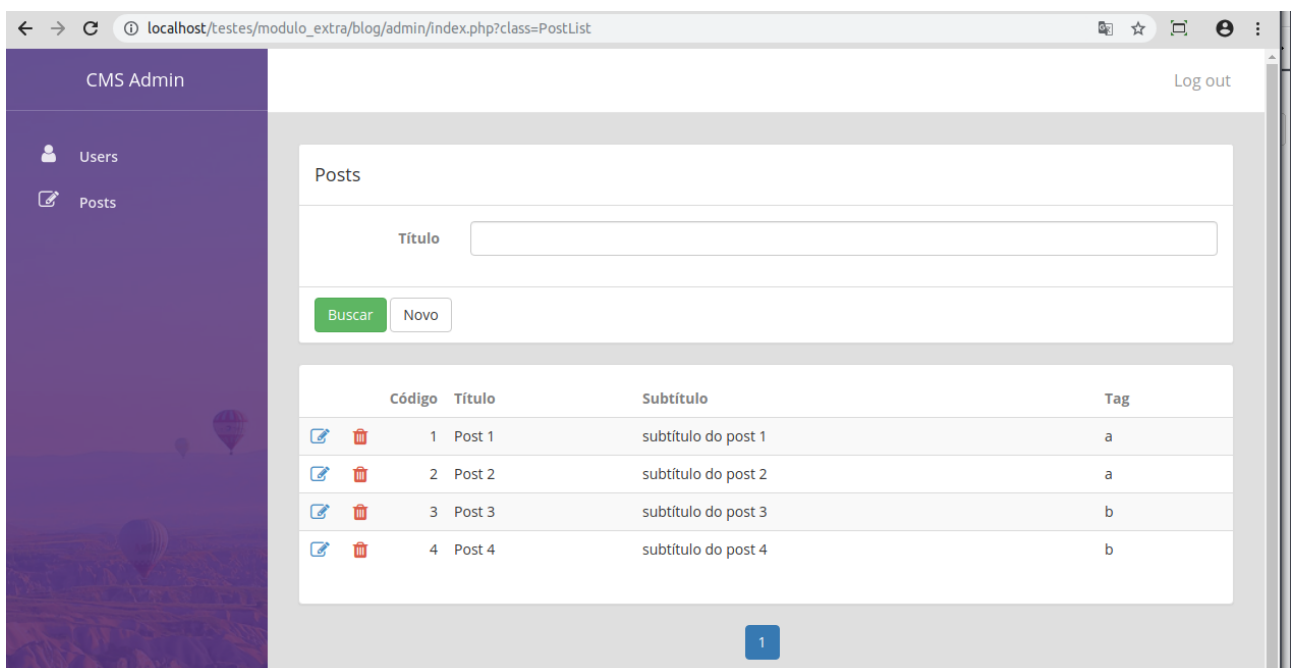 localhost/testes/modulo_extra/blog/admin/index.php?class=PostList
CMS Admin
Log out
Users
Posts
Posts
Título
Buscar Novo
Código Título Subtítulo Tag
1 Post 1 subtítulo do post 1 a
2 Post 2 subtítulo do post 2 a
3 Post 3 subtítulo do post 3 b
4 Post 4 subtítulo do post 4 b
1